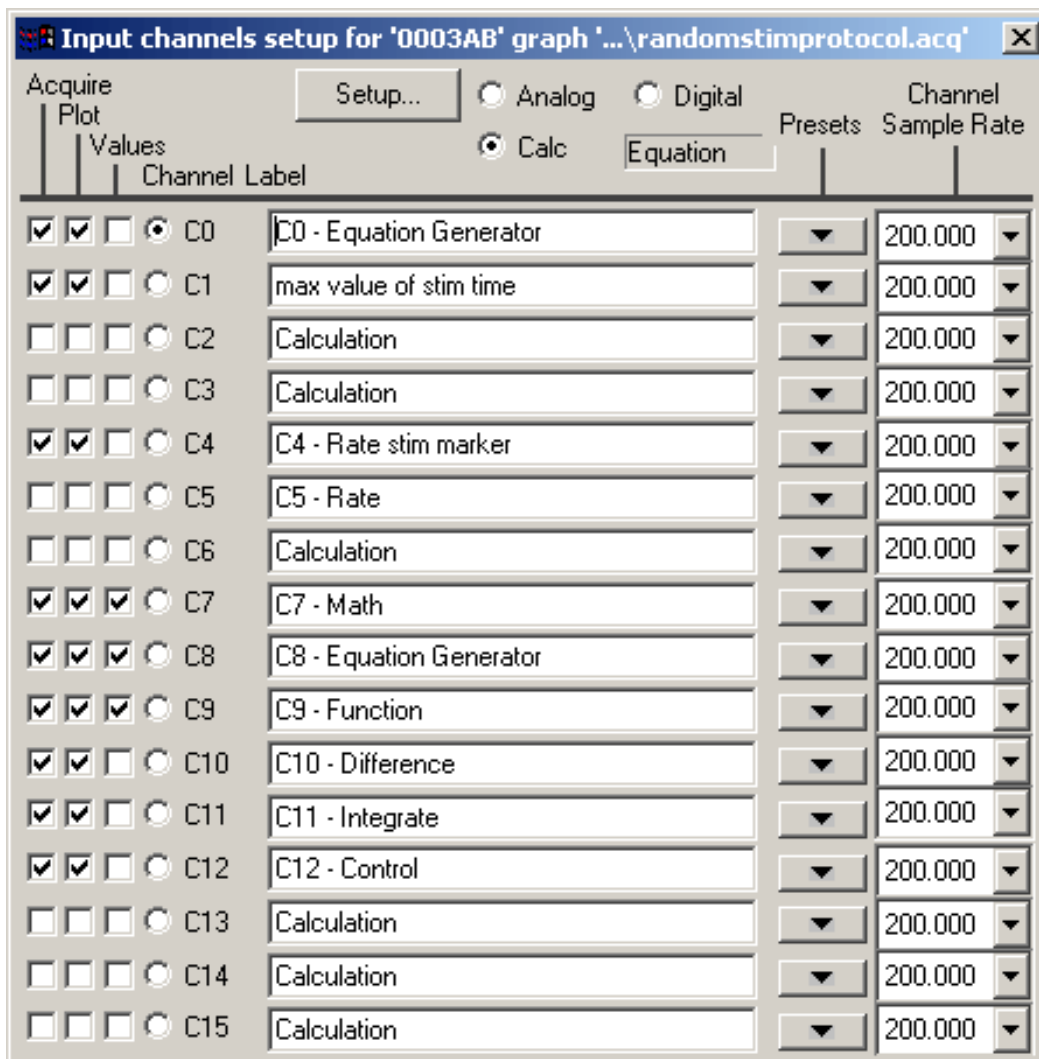 Input channels setup for '0003AB' graph '...\randomstimprotocol.acq'
Acquire
Plot
Values
Channel Label
Setup...
Analog
Digital
Calc
Equation
Presets
Channel
Sample Rate
C0 C0 - Equation Generator 200.000
C1 max value of stim time 200.000
C2 Calculation 200.000
C3 Calculation 200.000
C4 C4 - Rate stim marker 200.000
C5 C5 - Rate 200.000
C6 Calculation 200.000
C7 C7 - Math 200.000
C8 C8 - Equation Generator 200.000
C9 C9 - Function 200.000
C10 C10 - Difference 200.000
C11 C11 - Integrate 200.000
C12 C12 - Control 200.000
C13 Calculation 200.000
C14 Calculation 200.000
C15 Calculation 200.000